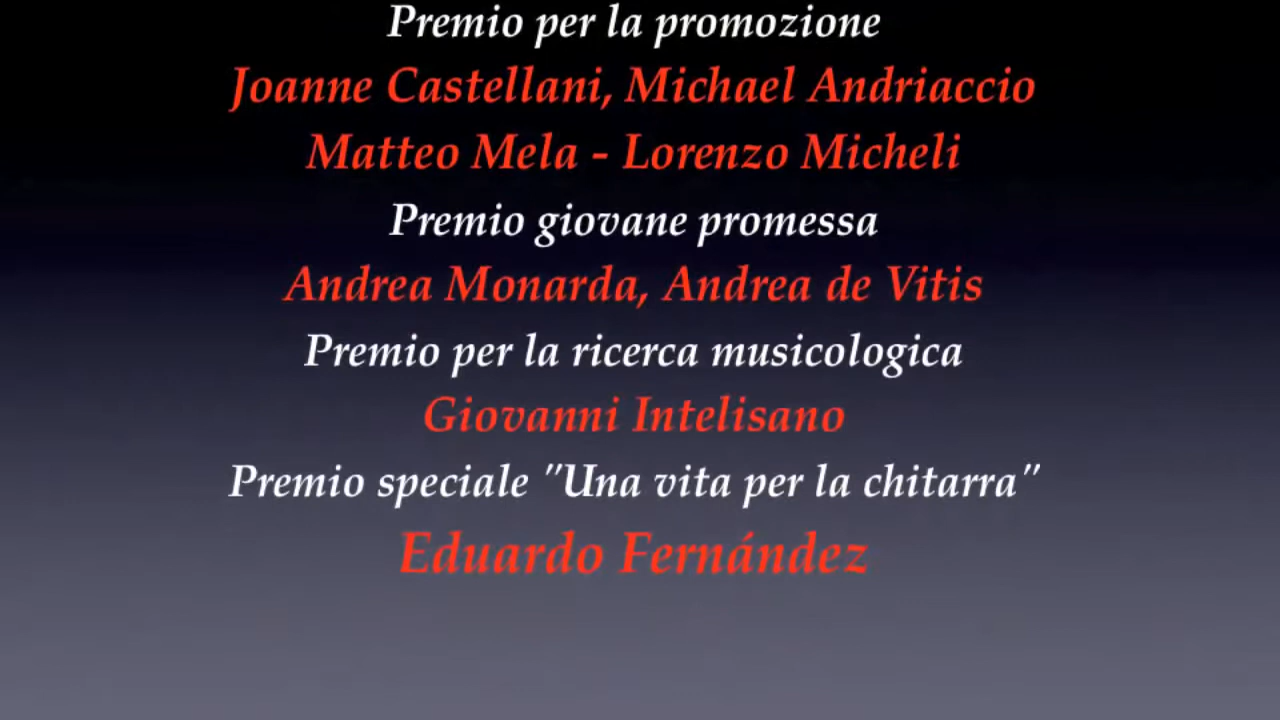 Premio per la promozione
Joanne Castellani, Michael Andriaccio
Matteo Mela - Lorenzo Micheli
Premio giovane promessa
Andrea Monarda, Andrea de Vitis
Premio per la ricerca musicologica
Giovanni Intelisano
Premio speciale "Una vita per la chitarra"
Eduardo Fernández